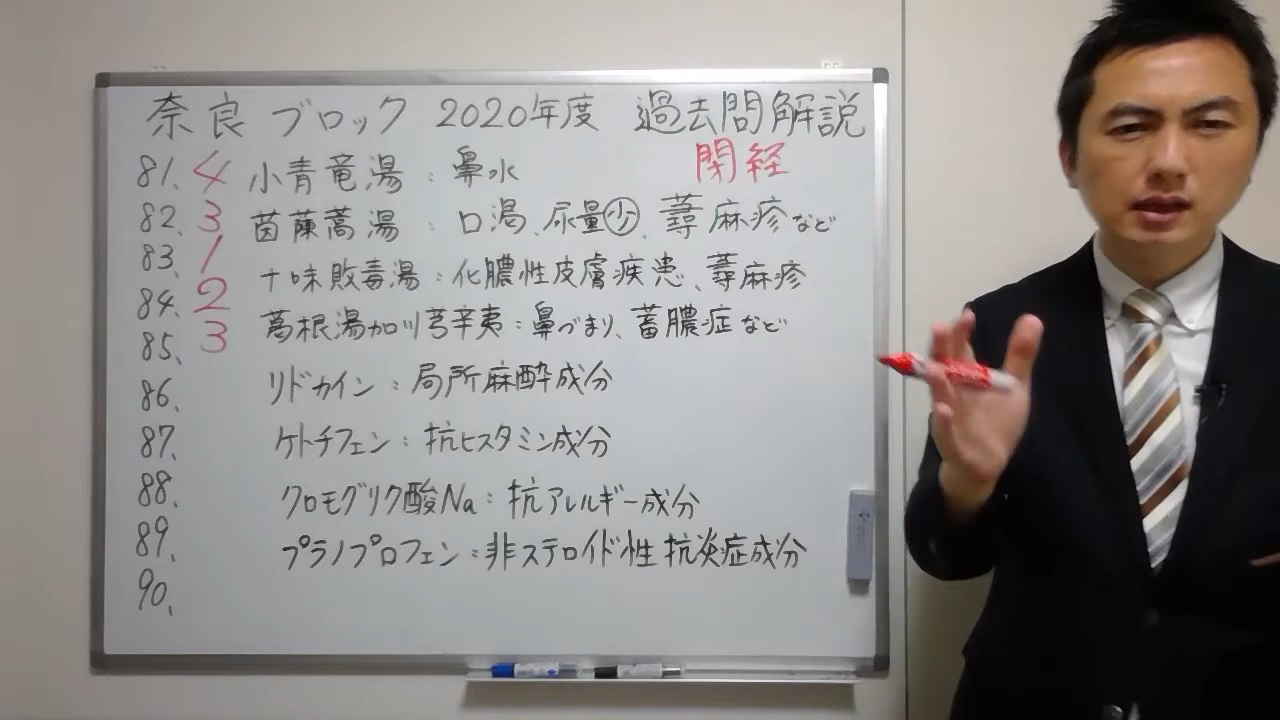 奈良 ブロック 2020年度 過去問解説
閉経
81. 4 小青竜湯 : 鼻水
82. 3 茵蔯蒿湯 : 口渇、尿量少、蕁麻疹など
83. 1 十味敗毒湯 : 化膿性皮膚疾患、蕁麻疹
84. 2 葛根湯加川芎辛夷 : 鼻づまり、蓄膿症など
85. 3
86. リドカイン : 局所麻酔成分
87. ケトチフェン : 抗ヒスタミン成分
88. クロモグリク酸Na : 抗アレルギー成分
89. プラノプロフェン : 非ステロイド性抗炎症成分
90.